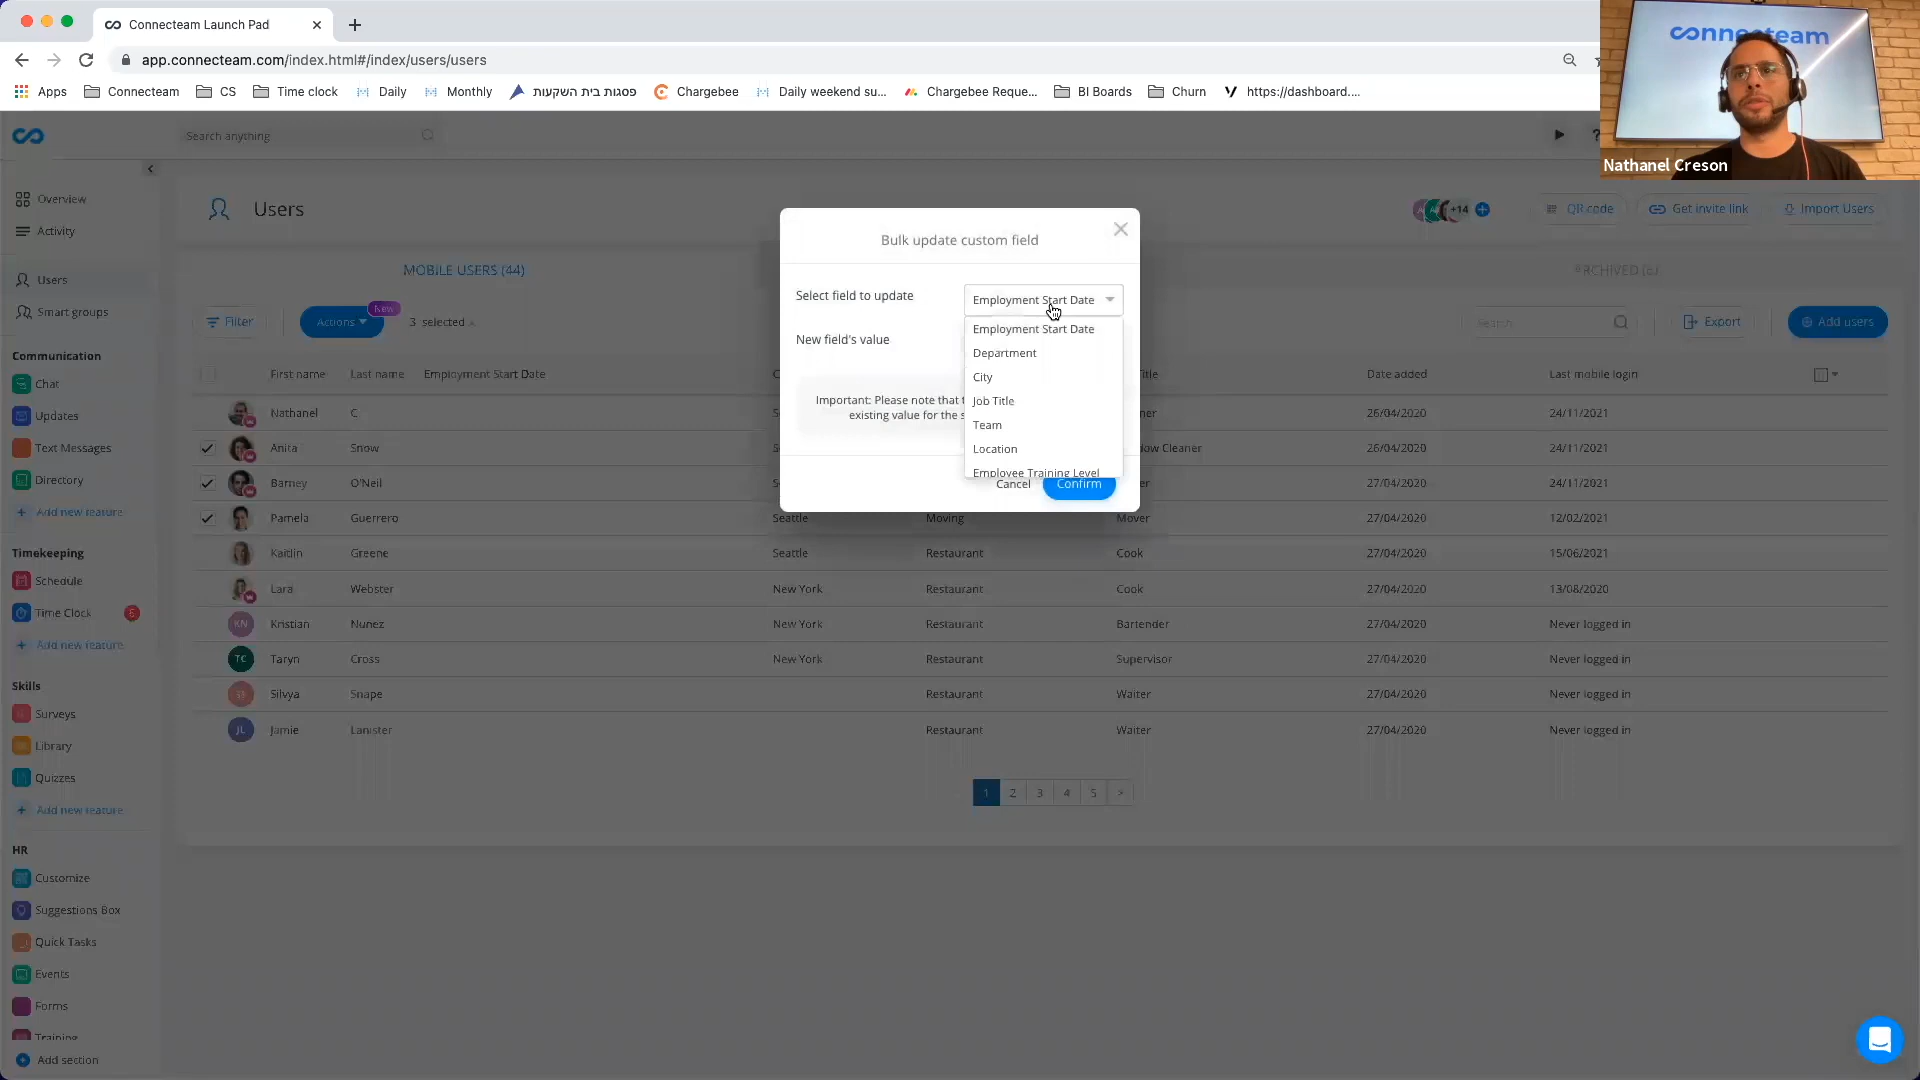 Connecteam Launch Pad
app.connecteam.com/index.html#/index/users/users
Apps Connecteam CS Time clock Daily Monthly פסגות בית השקעות Chargebee Daily weekend su... Chargebee Reque... BI Boards Churn https://dashboard....
connecteam
Nathanel Creson
Search anything
Overview
Activity
Users
Smart groups
Communication
Chat
Updates
Text Messages
Directory
+ Add new feature
Timekeeping
Schedule
Time Clock 5
+ Add new feature
Skills
Surveys
Library
Quizzes
+ Add new feature
HR
Customize
Suggestions Box
Quick Tasks
Events
Forms
Training
Add section
Users
+14 QR code Get invite link Import Users
MOBILE USERS (44)
Filter Actions New 3 selected
Search Export Add users
First name Last name Employment Start Date Title Date added Last mobile login
Nathanel C 26/04/2020 24/11/2021
Anita Snow Cleaner 26/04/2020 24/11/2021
Barney O'Neil 27/04/2020 24/11/2021
Pamela Guerrero Seattle Moving Mover 27/04/2020 12/02/2021
Kaitlin Greene Seattle Restaurant Cook 27/04/2020 15/06/2021
Lara Webster New York Restaurant Cook 27/04/2020 13/08/2020
KN Kristian Nunez New York Restaurant Bartender 27/04/2020 Never logged in
TC Taryn Cross New York Restaurant Supervisor 27/04/2020 Never logged in
SS Silvya Snape Restaurant Waiter 27/04/2020 Never logged in
JL Jamie Lanister Restaurant Waiter 27/04/2020 Never logged in
1 2 3 4 5 >
Bulk update custom field
Select field to update
Employment Start Date
New field's value
Employment Start Date
Department
City
Job Title
Team
Location
Employee Training Level
Important: Please note that
existing value for the
Cancel Confirm